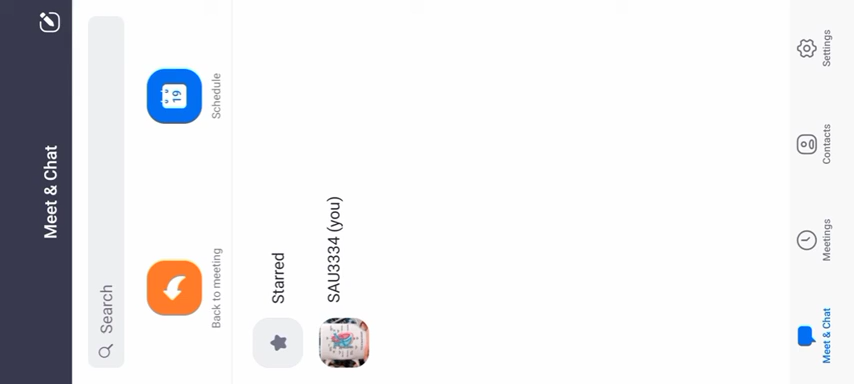 Meet & Chat
Search
Back to meeting
19
Schedule
Starred
SAU3334 (you)
Meet & Chat
Meetings
Contacts
Settings